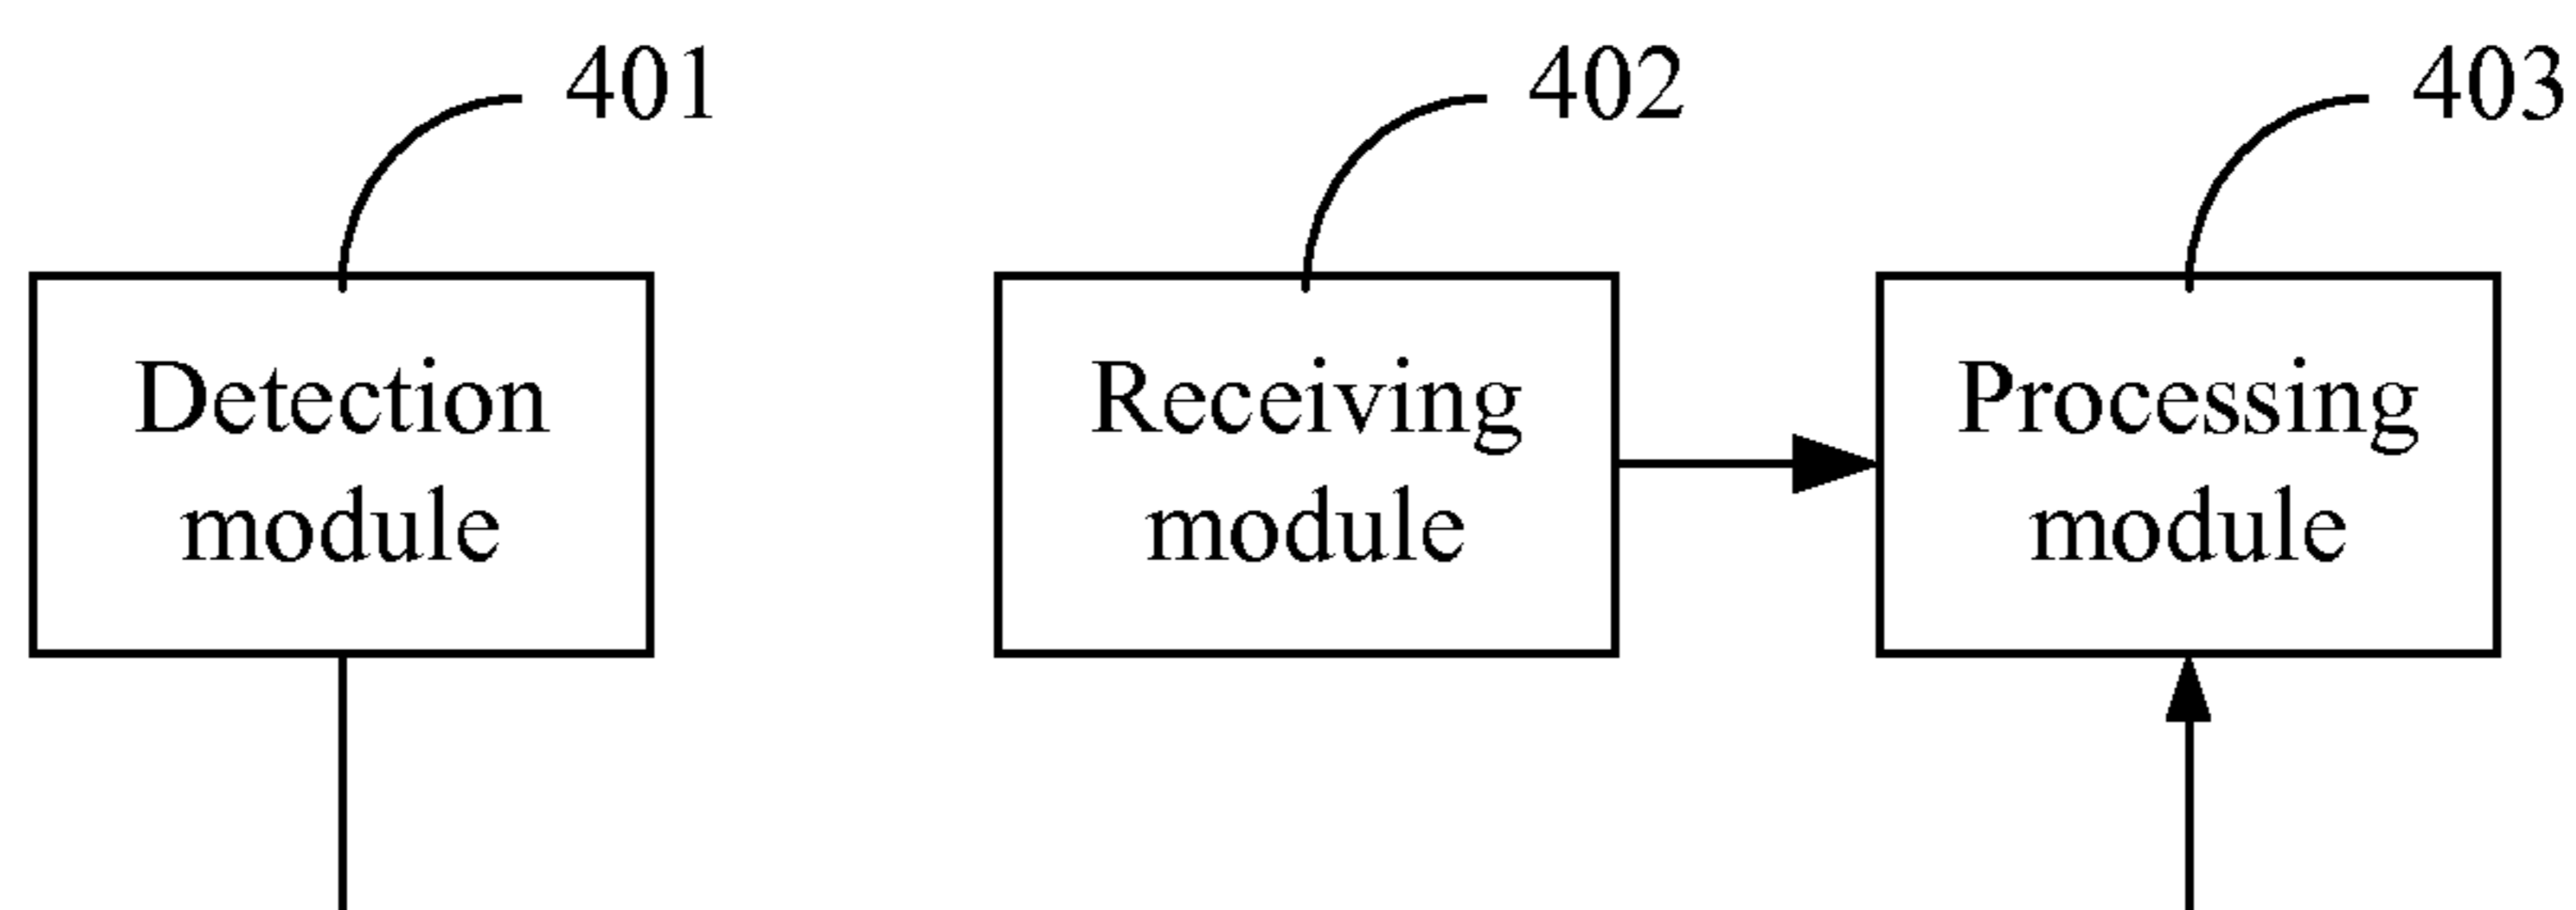 401
402
403
Detection
module
Receiving
module
Processing
module